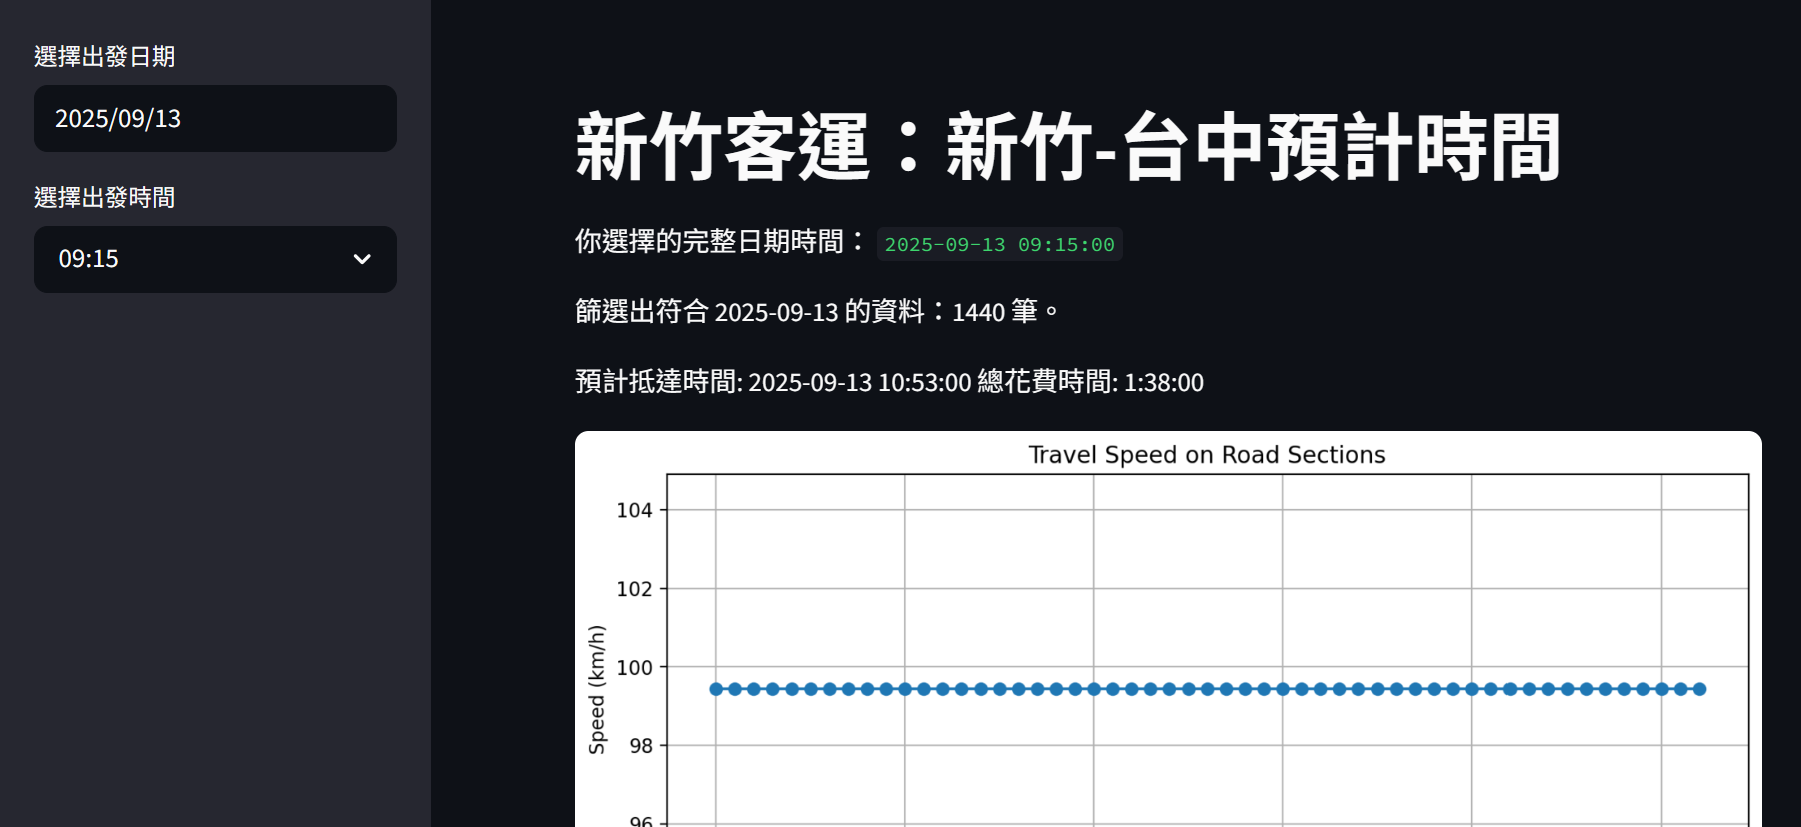 選擇出發日期
2025/09/13
選擇出發時間
09:15
新竹客運：新竹-台中預計時間
你選擇的完整日期時間： 2025-09-13 09:15:00
篩選出符合 2025-09-13 的資料：1440 筆。
預計抵達時間: 2025-09-13 10:53:00 總花費時間: 1:38:00
Travel Speed on Road Sections
104
102
100
98
96
Speed (km/h)